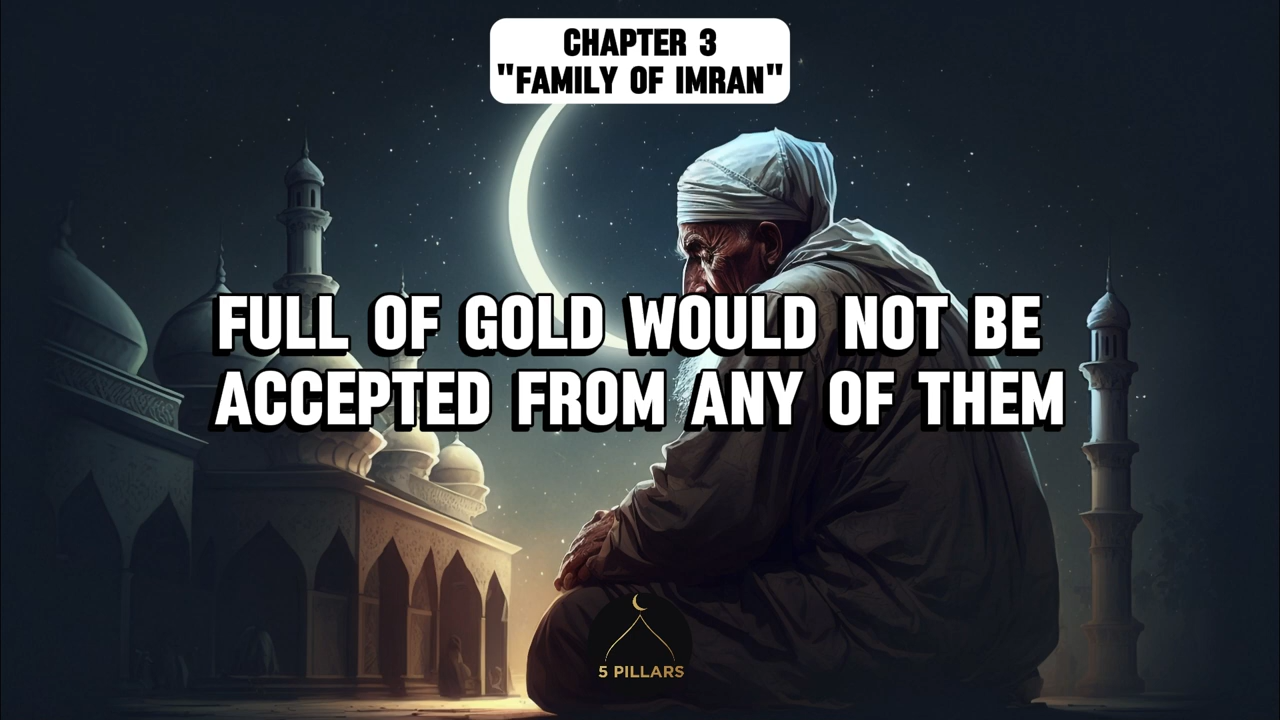 CHAPTER 3
"FAMILY OF IMRAN"
FULL OF GOLD WOULD NOT BE
ACCEPTED FROM ANY OF THEM
5 PILLARS